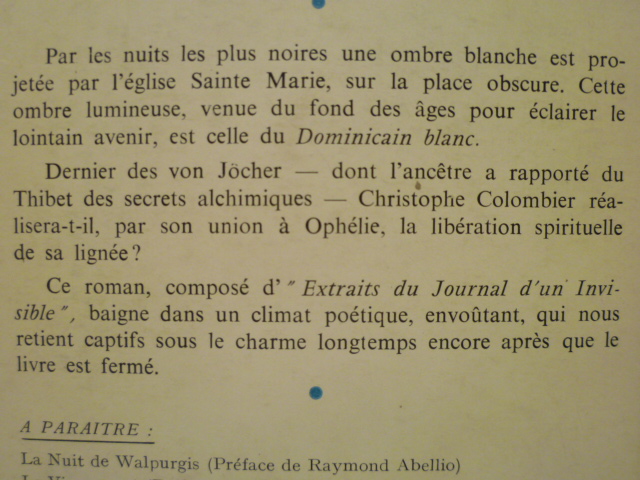 Par les nuits les plus noires une ombre blanche est pro-
jetée par l'église Sainte Marie, sur la place obscure. Cette
ombre lumineuse, venue du fond des âges pour éclairer le
lointain avenir, est celle du Dominicain blanc.
Dernier des von Jöcher — dont l'ancêtre a rapporté du
Thibet des secrets alchimiques — Christophe Colombier réa-
lisera-t-il, par son union à Ophélie, la libération spirituelle
de sa lignée ?
Ce roman, composé d' " Extraits du Journal d'un Invi-
sible ", baigne dans un climat poétique, envoûtant, qui nous
retient captifs sous le charme longtemps encore après que le
livre est fermé.
A PARAITRE :
La Nuit de Walpurgis (Préface de Raymond Abellio)